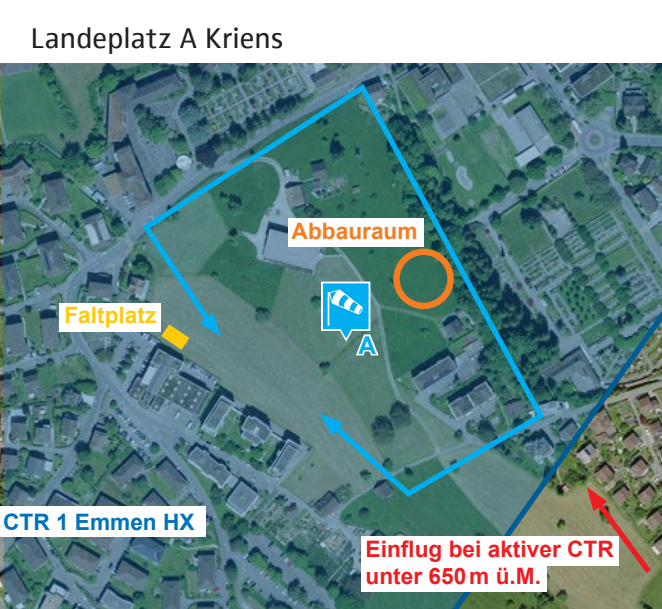 Landeplatz A Kriens
Abbauraum
Faltplatz
A
CTR 1 Emmen HX
Einflug bei aktiver CTR
unter 650 m ü.M.